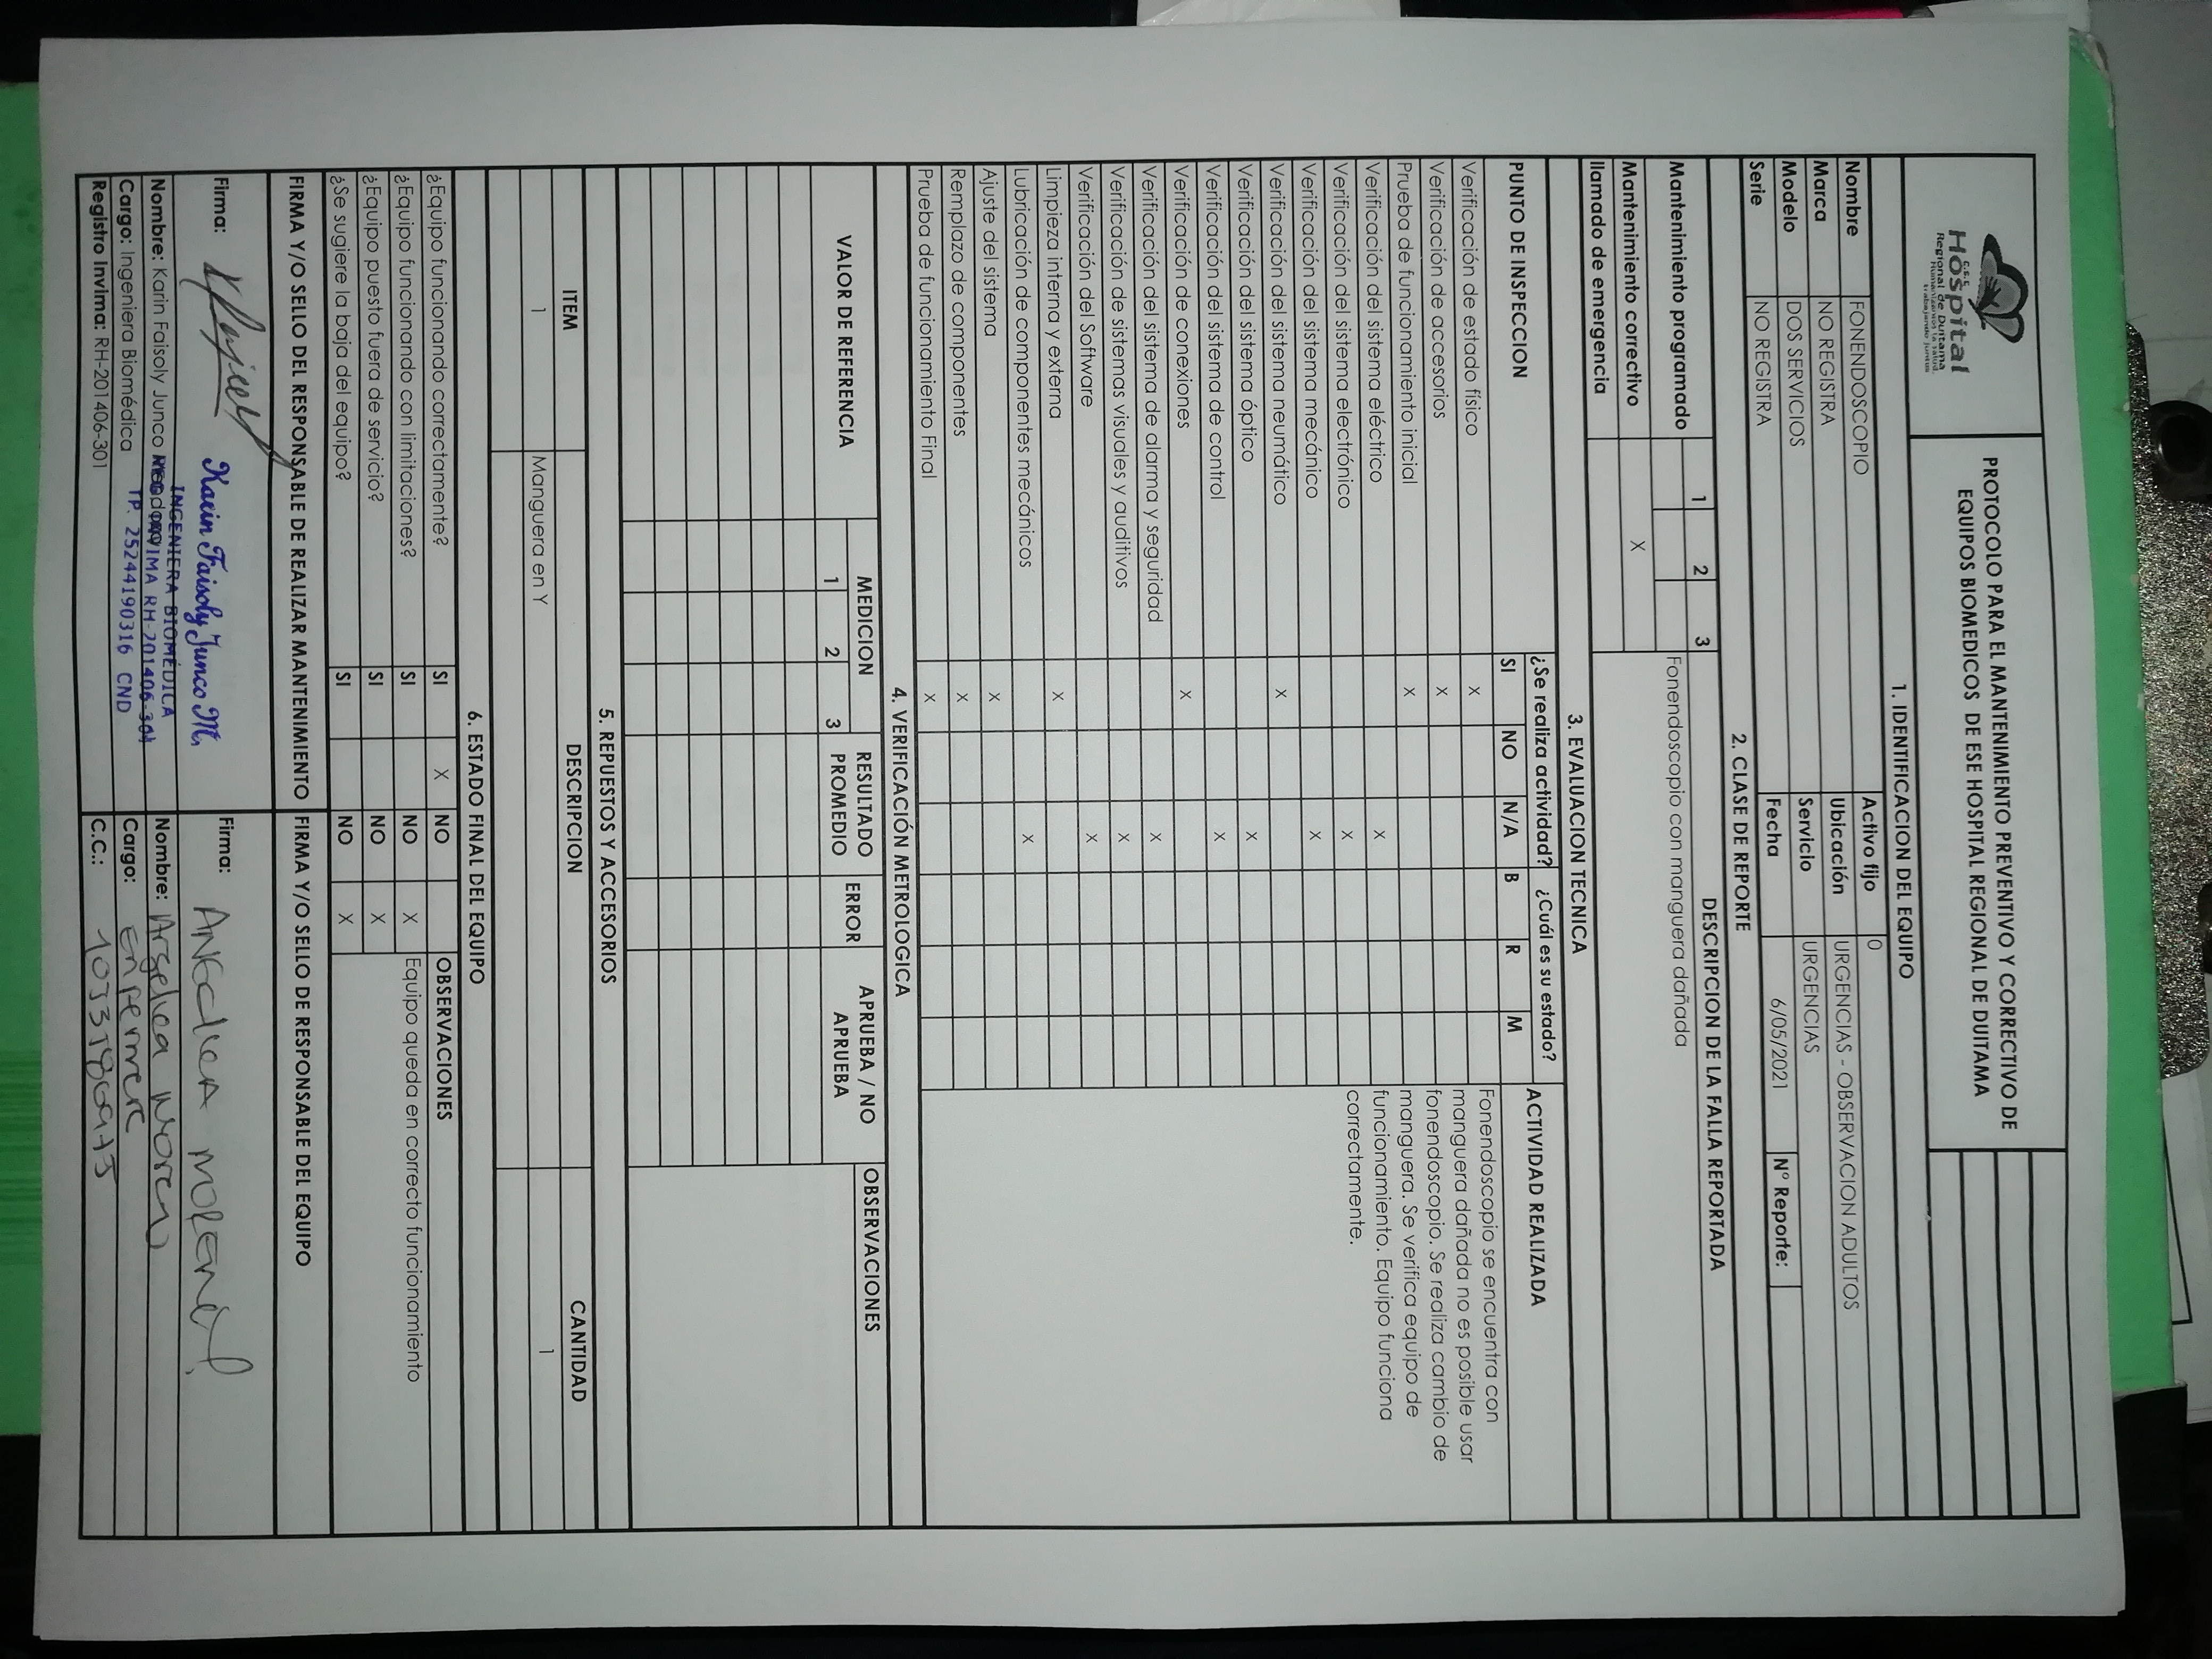 E.S.E
Hospital
Regional de Duitama
Humanizamos la salud,
trabajando juntos
PROTOCOLO PARA EL MANTENIMIENTO PREVENTIVO Y CORRECTIVO DE
EQUIPOS BIOMEDICOS DE ESE HOSPITAL REGIONAL DE DUITAMA
1. IDENTIFICACION DEL EQUIPO
Nombre FONENDOSCOPIO Activo fijo 0
Marca NO REGISTRA Ubicación URGENCIAS - OBSERVACION ADULTOS
Modelo DOS SERVICIOS Servicio URGENCIAS
Serie NO REGISTRA Fecha 6/05/2021 N° Reporte:
2. CLASE DE REPORTE
1 2 3 DESCRIPCION DE LA FALLA REPORTADA
Mantenimiento programado Fonendoscopio con manguera dañada
Mantenimiento correctivo X
llamado de emergencia
3. EVALUACION TECNICA
PUNTO DE INSPECCION ¿Se realiza actividad? ¿Cuál es su estado? ACTIVIDAD REALIZADA
SI NO N/A B R M
Verificación de estado físico X
Verificación de accesorios X
Prueba de funcionamiento inicial X
Verificación del sistema eléctrico X
Verificación del sistema electrónico X
Verificación del sistema mecánico X
Verificación del sistema neumático X
Verificación del sistema óptico X
Verificación del sistema de control X
Verificación de conexiones X
Verificación del sistema de alarma y seguridad X
Verificación de sistemas visuales y auditivos X
Verificación del Software X
Limpieza interna y externa X
Lubricación de componentes mecánicos X
Ajuste del sistema X
Remplazo de componentes X
Prueba de funcionamiento Final X
Fonendoscopio se encuentra con
manguera dañada no es posible usar
fonendoscopio. Se realiza cambio de
manguera. Se verifica equipo de
funcionamiento. Equipo funciona
correctamente.
4. VERIFICACIÓN METROLOGICA
VALOR DE REFERENCIA MEDICION RESULTADO PROMEDIO ERROR APRUEBA / NO APRUEBA OBSERVACIONES
1 2 3
5. REPUESTOS Y ACCESORIOS
ITEM DESCRIPCION CANTIDAD
1 Manguera en Y 1
6. ESTADO FINAL DEL EQUIPO
¿Equipo funcionando correctamente? SI X NO OBSERVACIONES
¿Equipo funcionando con limitaciones? SI NO X Equipo queda en correcto funcionamiento
¿Equipo puesto fuera de servicio? SI NO X
¿Se sugiere la baja del equipo? SI NO X
FIRMA Y/O SELLO DEL RESPONSABLE DE REALIZAR MANTENIMIENTO FIRMA Y/O SELLO DE RESPONSABLE DEL EQUIPO
Firma: Karin Faisoly Junco M. Firma: ANGELICA MORENO
INGENIERA BIOMÉDICA
REG. INVIMA RH-201406-301
TP. 25244190316 CND
Nombre: Karin Faisoly Junco Nombre: Angelica Moreno
Cargo: Ingeniera Biomédica Cargo: Enfermera
Registro Invima: RH-201406-301 C.C.: